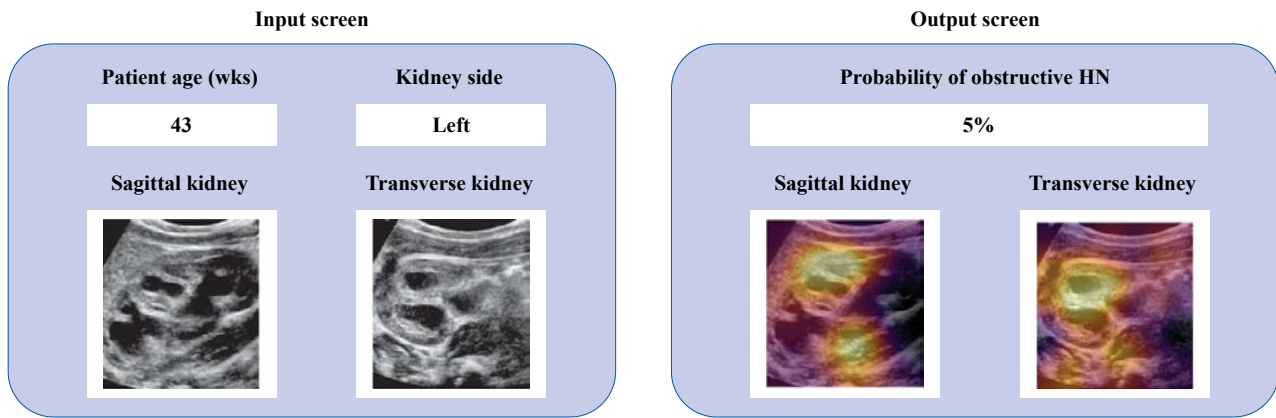 Input screen
Output screen
Patient age (wks)
Kidney side
43
Left
Sagittal kidney
Transverse kidney
Probability of obstructive HN
5%
Sagittal kidney
Transverse kidney